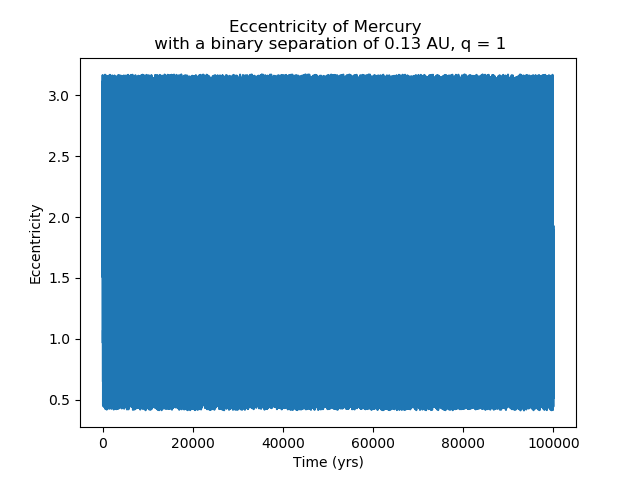 Eccentricity of Mercury
with a binary separation of 0.13 AU, q = 1
3.0
2.5
2.0
1.5
1.0
0.5
Eccentricity
0 20000 40000 60000 80000 100000
Time (yrs)